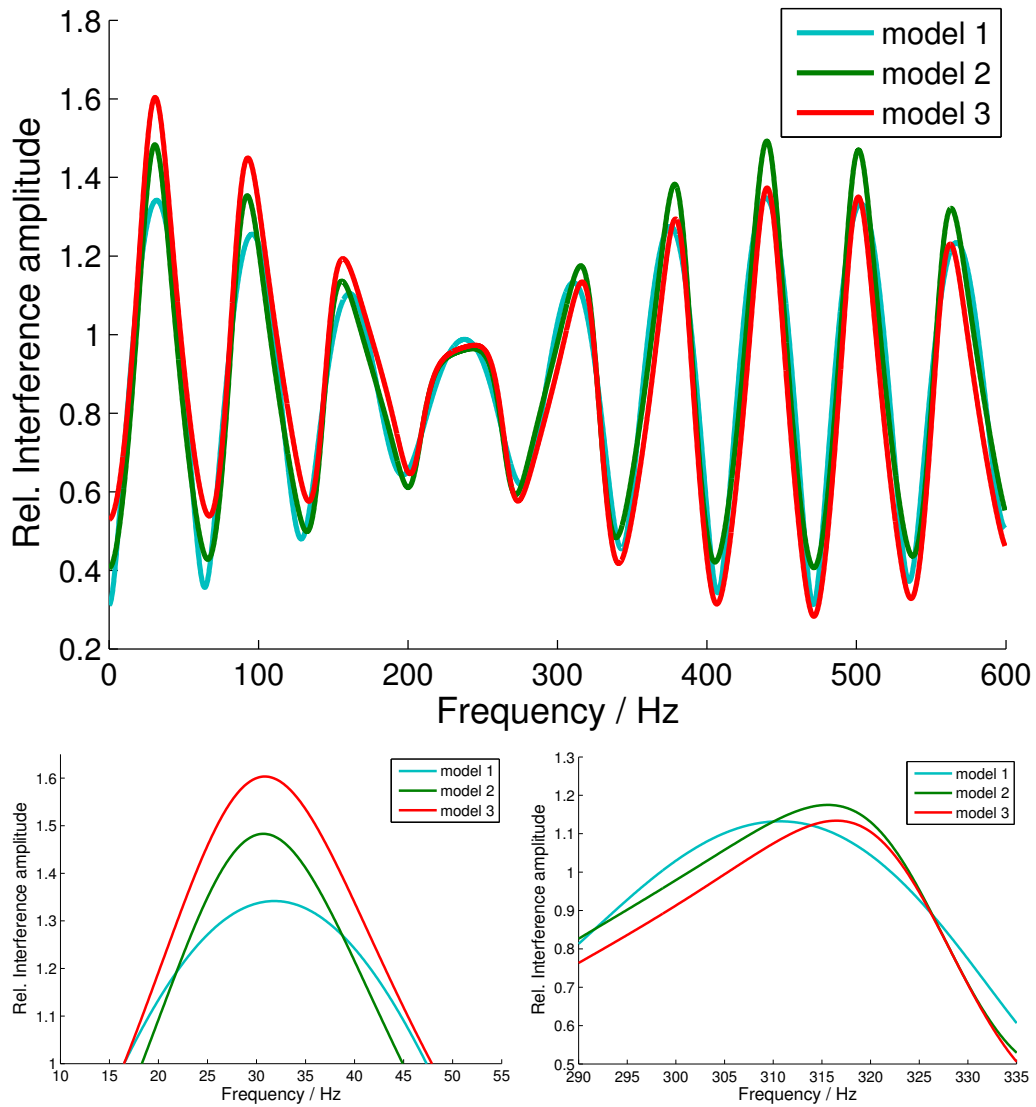 1.8
1.6
1.4
1.2
1
0.8
0.6
0.4
0.2
Rel. Interference amplitude
model 1
model 2
model 3
0 100 200 300 400 500 600
Frequency / Hz
1.6
1.5
1.4
1.3
1.2
1.1
1
Rel. Interference amplitude
model 1
model 2
model 3
10 15 20 25 30 35 40 45 50 55
Frequency / Hz
1.3
1.2
1.1
1
0.9
0.8
0.7
0.6
0.5
Rel. Interference amplitude
model 1
model 2
model 3
290 295 300 305 310 315 320 325 330 335
Frequency / Hz